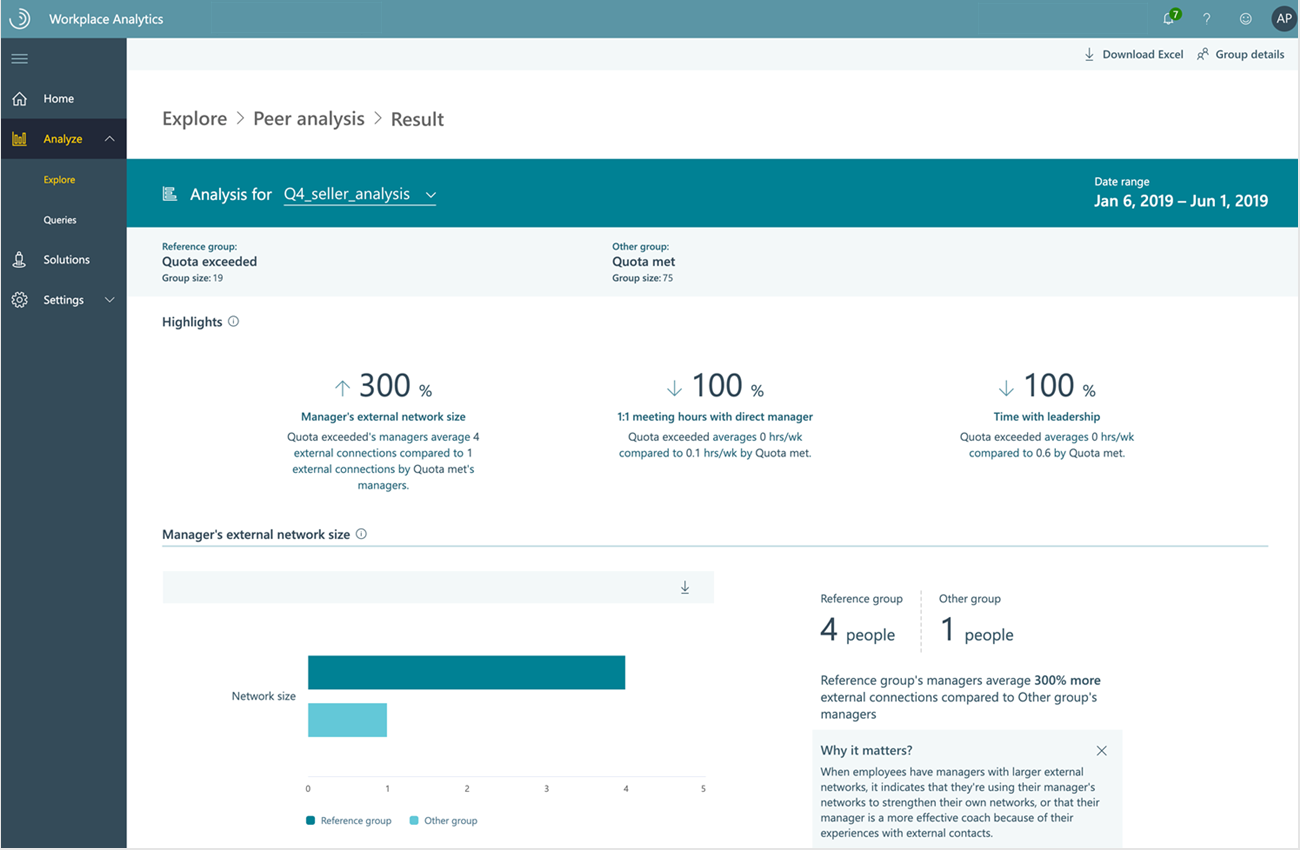 Workplace Analytics
7
?
AP
Download Excel
Group details
Home
Analyze
Explore
Queries
Solutions
Settings
Explore > Peer analysis > Result
Analysis for Q4_seller_analysis
Date range
Jan 6, 2019 – Jun 1, 2019
Reference group:
Quota exceeded
Group size: 19
Other group:
Quota met
Group size: 75
Highlights
300 %
Manager's external network size
Quota exceeded's managers average 4
external connections compared to 1
external connections by Quota met's
managers.
100 %
1:1 meeting hours with direct manager
Quota exceeded averages 0 hrs/wk
compared to 0.1 hrs/wk by Quota met.
100 %
Time with leadership
Quota exceeded averages 0 hrs/wk
compared to 0.6 by Quota met.
Manager's external network size
Network size
0 1 2 3 4 5
Reference group Other group
Reference group
4 people
Other group
1 people
Reference group's managers average 300% more
external connections compared to Other group's
managers
Why it matters?
When employees have managers with larger external
networks, it indicates that they're using their manager's
networks to strengthen their own networks, or that their
manager is a more effective coach because of their
experiences with external contacts.